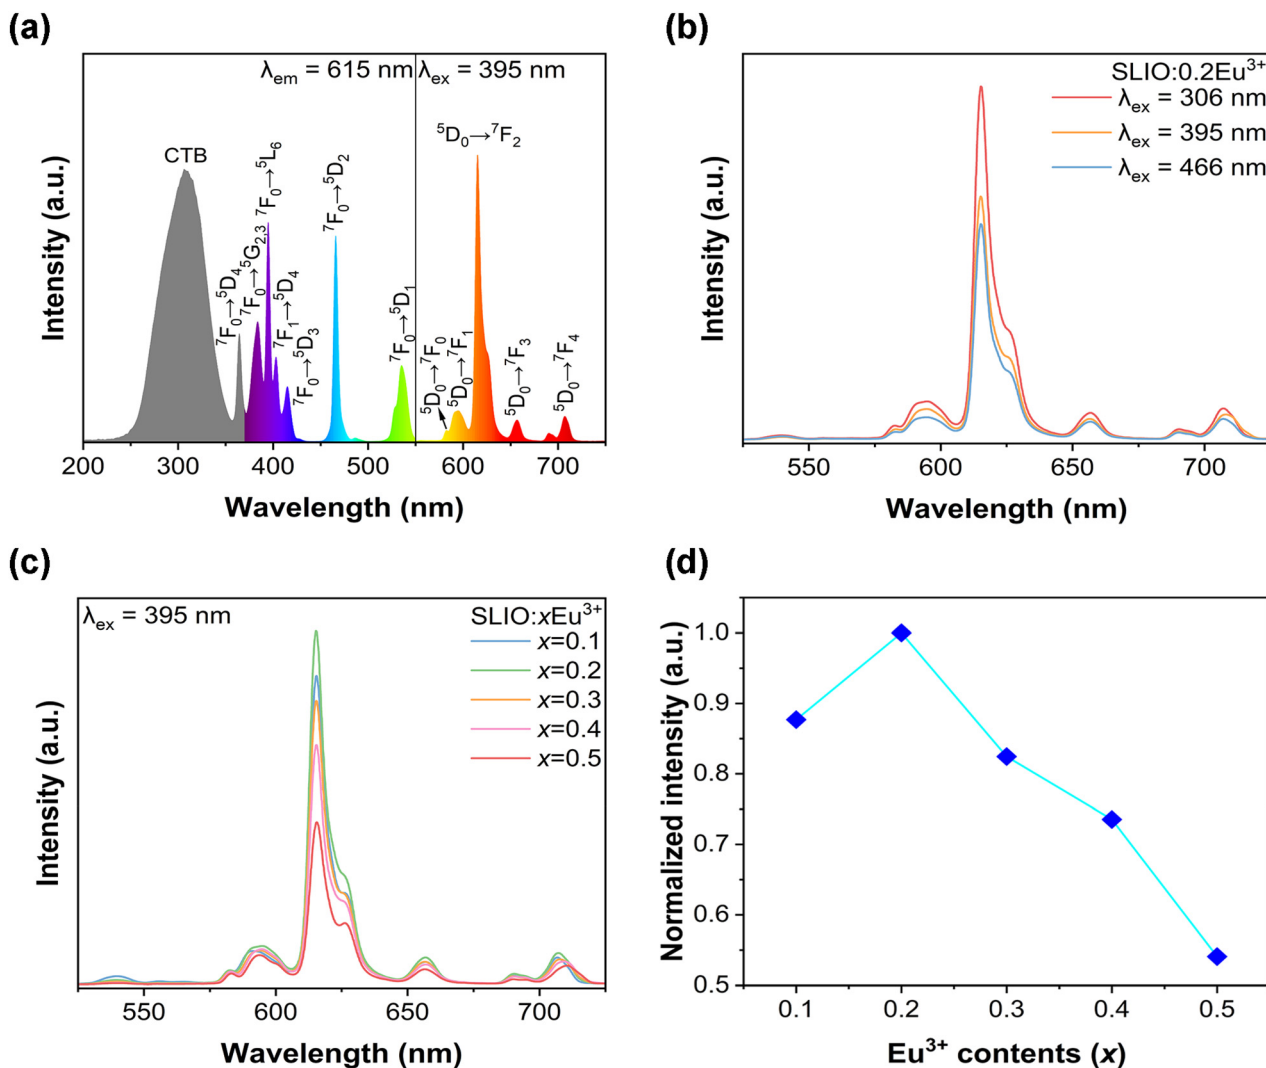 (a)
λem = 615 nm
λex = 395 nm
CTB
⁷F₀→⁵D₄
⁷F₀→⁵G₂,₃
⁷F₀→⁵L₆
⁷F₁→⁵D₄
⁷F₀→⁵D₃
⁷F₀→⁵D₂
⁷F₀→⁵D₁
⁵D₀→⁷F₀
⁵D₀→⁷F₁
⁵D₀→⁷F₂
⁵D₀→⁷F₃
⁵D₀→⁷F₄
Intensity (a.u.)
200 300 400 500 600 700
Wavelength (nm)
(b)
SLIO:0.2Eu³⁺
λex = 306 nm
λex = 395 nm
λex = 466 nm
Intensity (a.u.)
550 600 650 700
Wavelength (nm)
(c)
λex = 395 nm
SLIO:xEu³⁺
x=0.1
x=0.2
x=0.3
x=0.4
x=0.5
Intensity (a.u.)
550 600 650 700
Wavelength (nm)
(d)
Normalized intensity (a.u.)
1.0
0.9
0.8
0.7
0.6
0.5
0.1 0.2 0.3 0.4 0.5
Eu³⁺ contents (x)